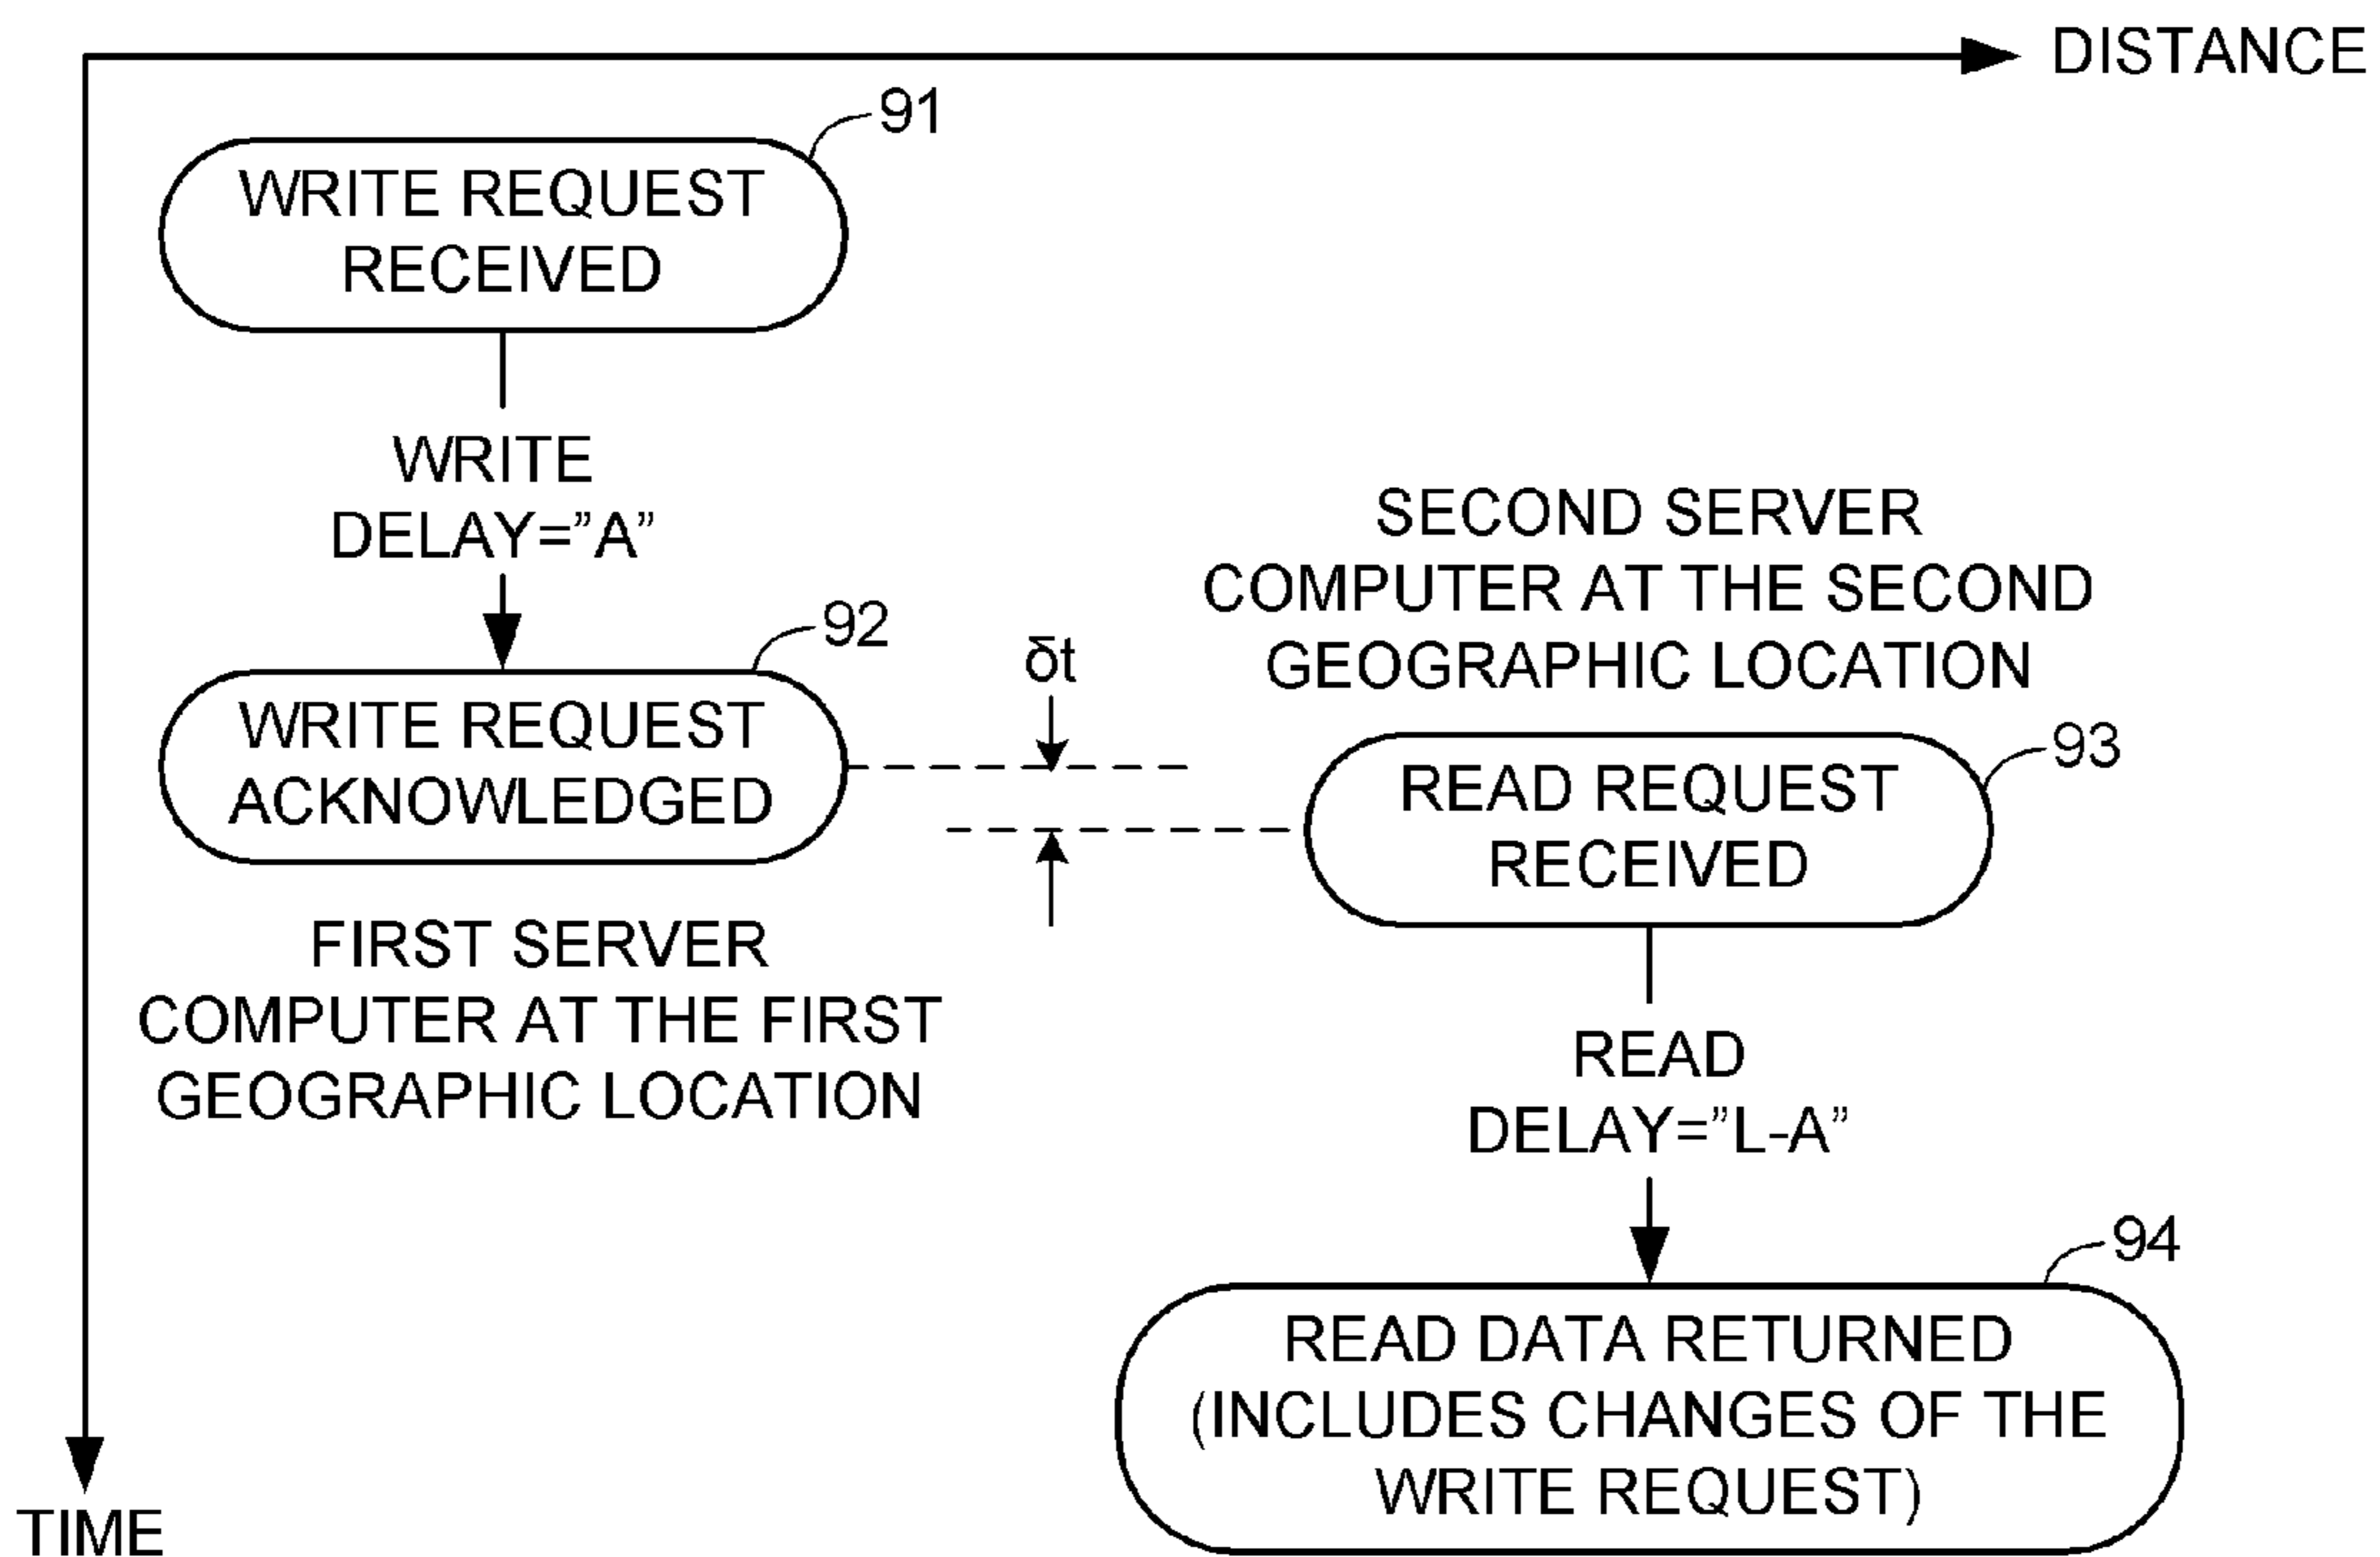 DISTANCE
91
WRITE REQUEST
RECEIVED
WRITE
DELAY=”A”
92
WRITE REQUEST
ACKNOWLEDGED
FIRST SERVER
COMPUTER AT THE FIRST
GEOGRAPHIC LOCATION
δt
SECOND SERVER
COMPUTER AT THE SECOND
GEOGRAPHIC LOCATION
93
READ REQUEST
RECEIVED
READ
DELAY=”L-A”
94
READ DATA RETURNED
(INCLUDES CHANGES OF THE
WRITE REQUEST)
TIME